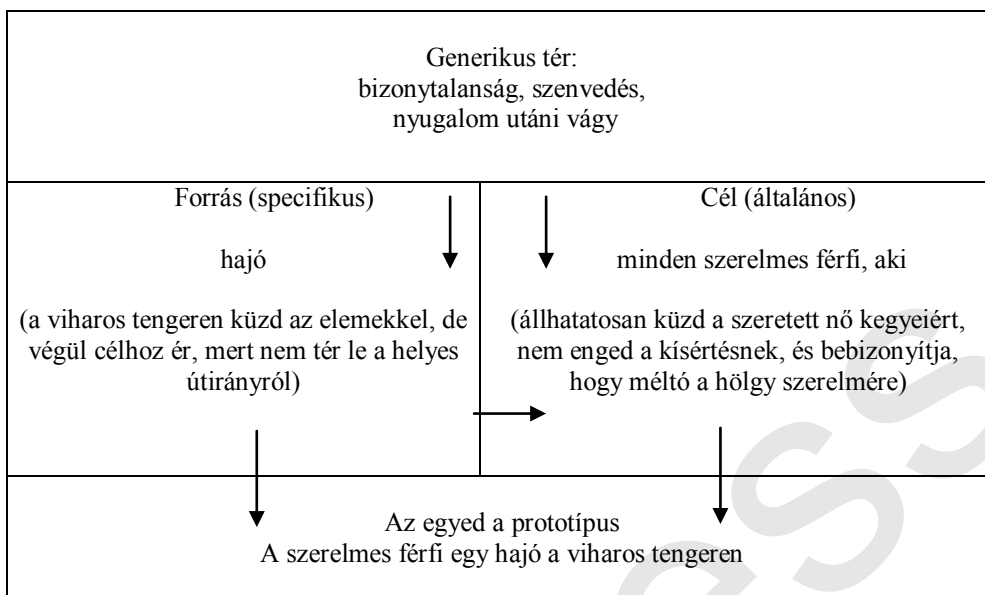 Generikus tér:
bizonytalanság, szenvedés,
nyugalom utáni vágy
Forrás (specifikus)
hajó
(a viharos tengeren küzd az elemekkel, de
végül célhoz ér, mert nem tér le a helyes
útirányról)
Cél (általános)
minden szerelmes férfi, aki
(állhatatosan küzd a szeretett nő kegyeiért,
nem enged a kísértésnek, és bebizonyítja,
hogy méltó a hölgy szerelmére)
Az egyed a prototípus
A szerelmes férfi egy hajó a viharos tengeren